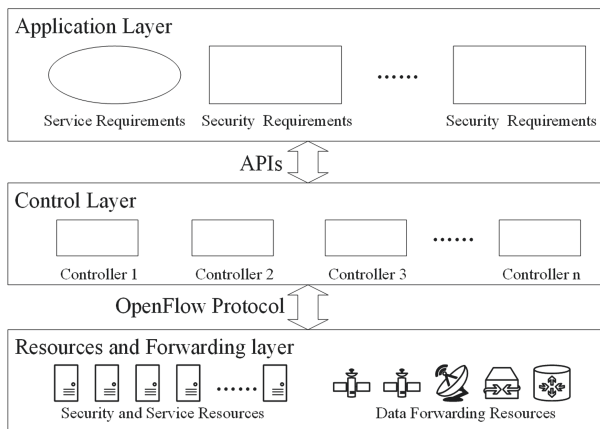 Application Layer
......
Service Requirements Security Requirements Security Requirements
APIs
Control Layer
......
Controller 1 Controller 2 Controller 3 Controller n
OpenFlow Protocol
Resources and Forwarding layer
......
Security and Service Resources Data Forwarding Resources